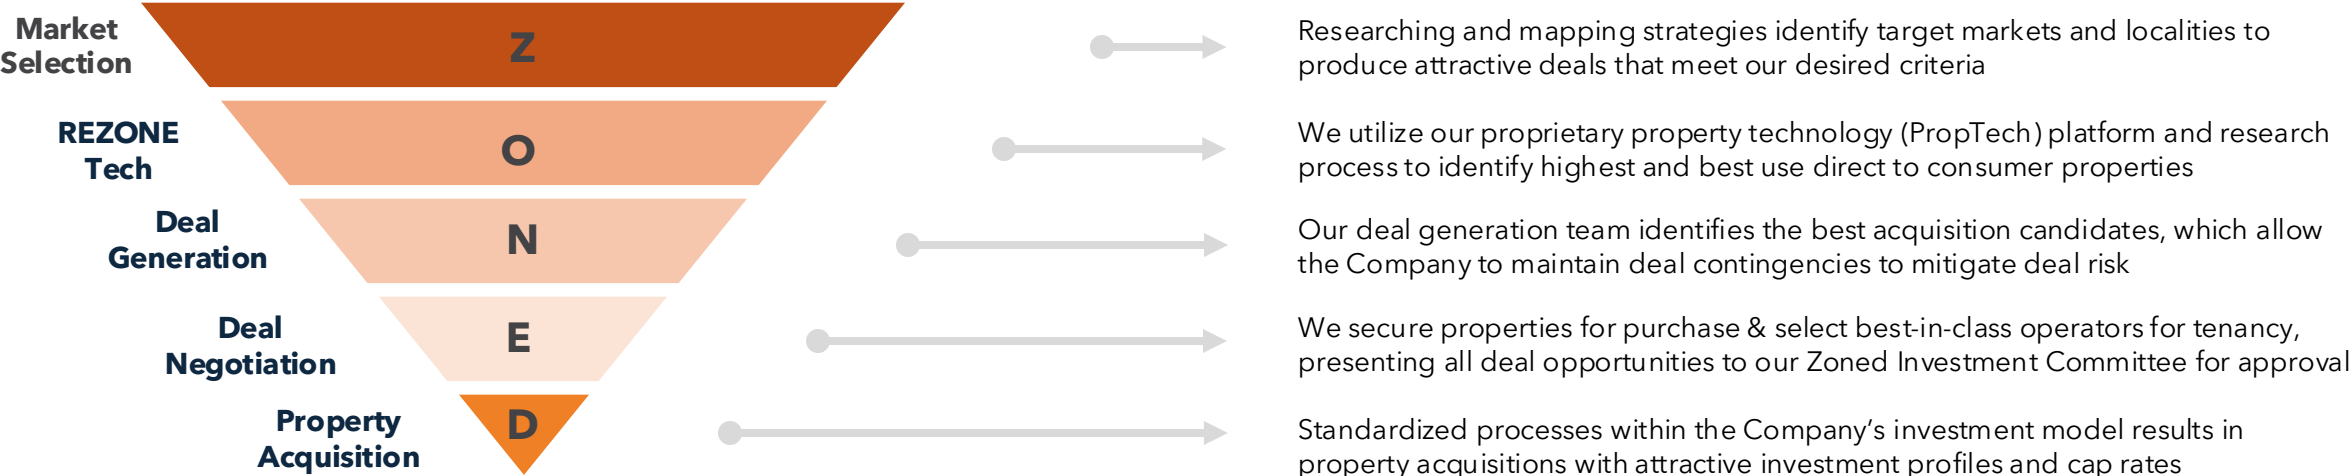 Market
Selection
Z
Researching and mapping strategies identify target markets and localities to
produce attractive deals that meet our desired criteria
REZONE
Tech
O
We utilize our proprietary property technology (PropTech) platform and research
process to identify highest and best use direct to consumer properties
Deal
Generation
N
Our deal generation team identifies the best acquisition candidates, which allow
the Company to maintain deal contingencies to mitigate deal risk
Deal
Negotiation
E
We secure properties for purchase & select best-in-class operators for tenancy,
presenting all deal opportunities to our Zoned Investment Committee for approval
Property
Acquisition
D
Standardized processes within the Company’s investment model results in
property acquisitions with attractive investment profiles and cap rates